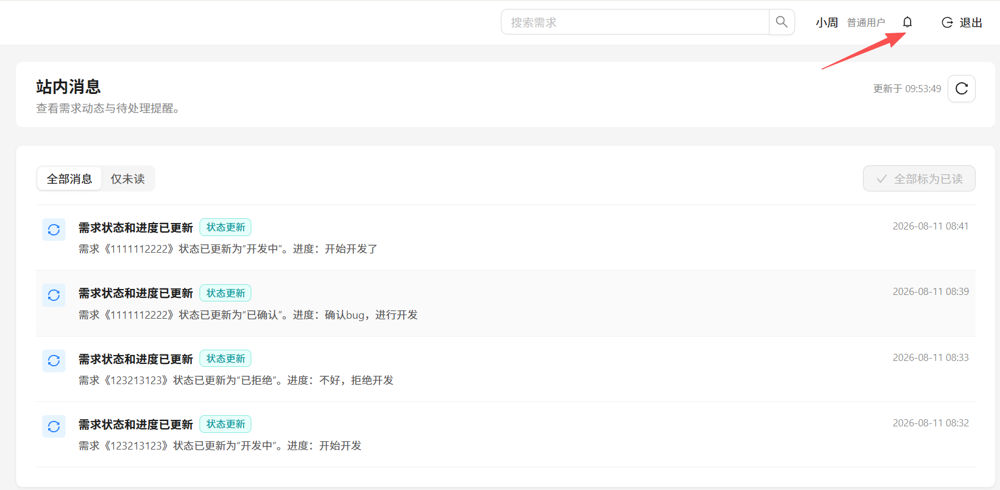 搜索需求
小周 普通用户 退出
站内消息
查看需求动态与待处理提醒。
更新于 09:53:49
全部消息 仅未读
全部标为已读
需求状态和进度已更新 状态更新 2026-08-11 08:41
需求《1111112222》状态已更新为“开发中”。进度：开始开发了
需求状态和进度已更新 状态更新 2026-08-11 08:39
需求《1111112222》状态已更新为“已确认”。进度：确认bug，进行开发
需求状态和进度已更新 状态更新 2026-08-11 08:33
需求《123213123》状态已更新为“已拒绝”。进度：不好，拒绝开发
需求状态和进度已更新 状态更新 2026-08-11 08:32
需求《123213123》状态已更新为“开发中”。进度：开始开发